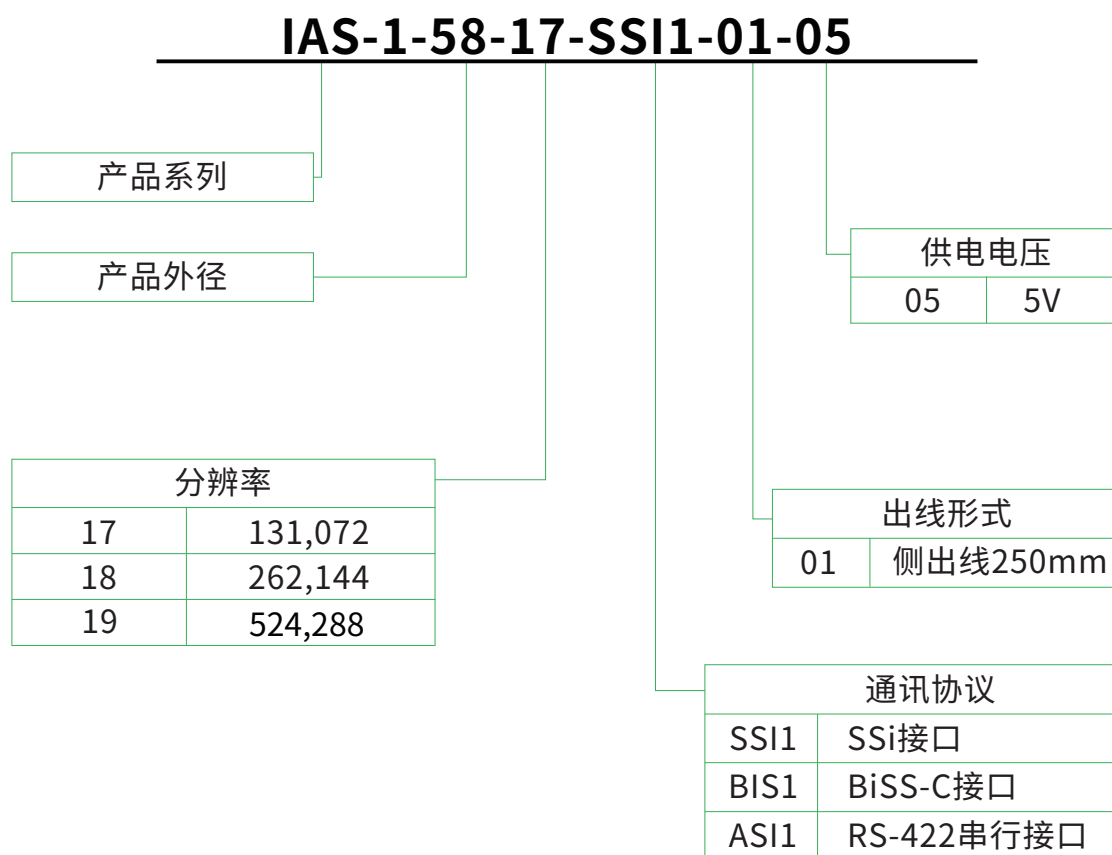 IAS-1-58-17-SSI1-01-05
产品系列
产品外径
供电电压
05 5V
分辨率
17 131,072
18 262,144
19 524,288
出线形式
01 侧出线250mm
通讯协议
SSI1 SSi接口
BIS1 BiSS-C接口
ASI1 RS-422串行接口